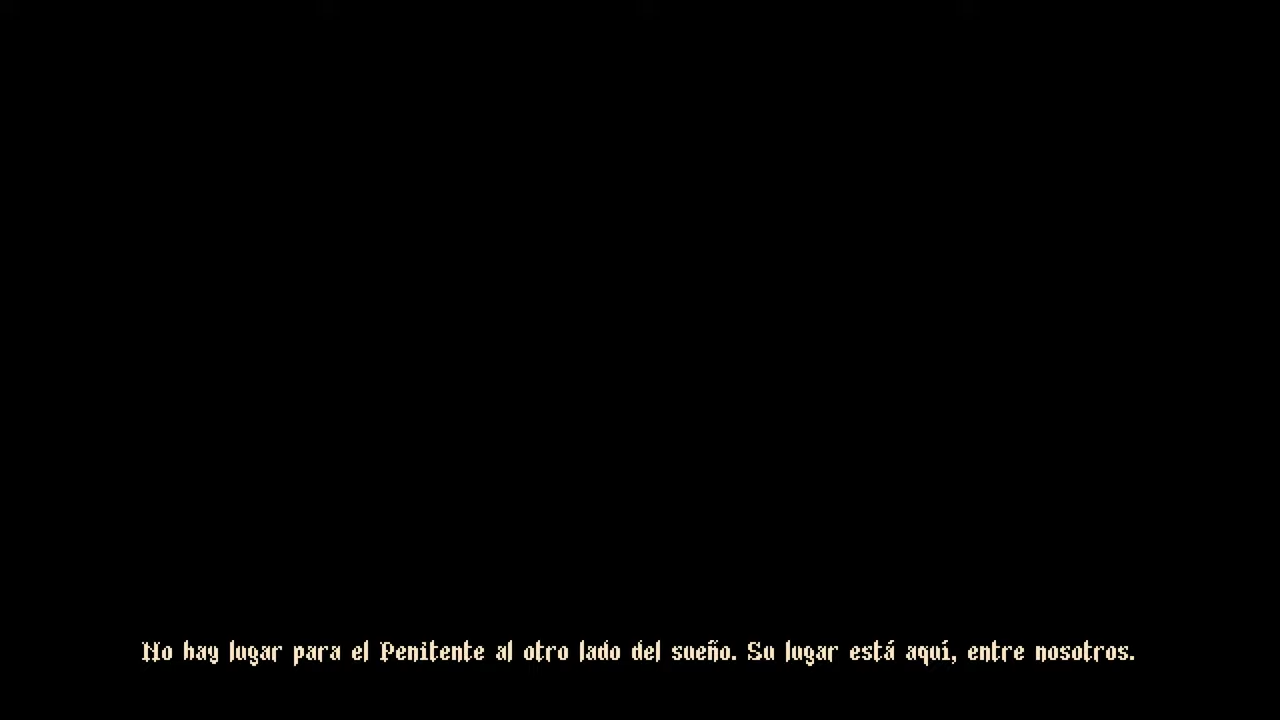 No hay lugar para el Penitente al otro lado del sueño. Su lugar está aquí, entre nosotros.